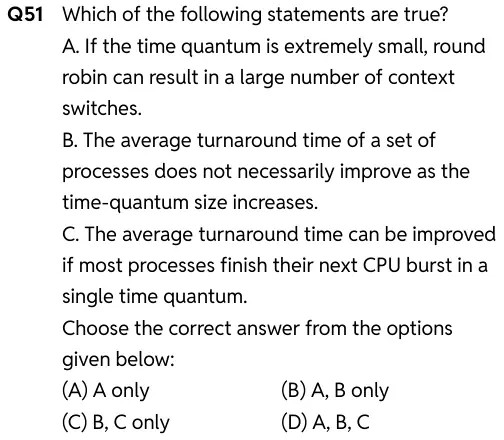 Q51 Which of the following statements are true?
A. If the time quantum is extremely small, round
robin can result in a large number of context
switches.
B. The average turnaround time of a set of
processes does not necessarily improve as the
time-quantum size increases.
C. The average turnaround time can be improved
if most processes finish their next CPU burst in a
single time quantum.
Choose the correct answer from the options
given below:
(A) A only (B) A, B only
(C) B, C only (D) A, B, C